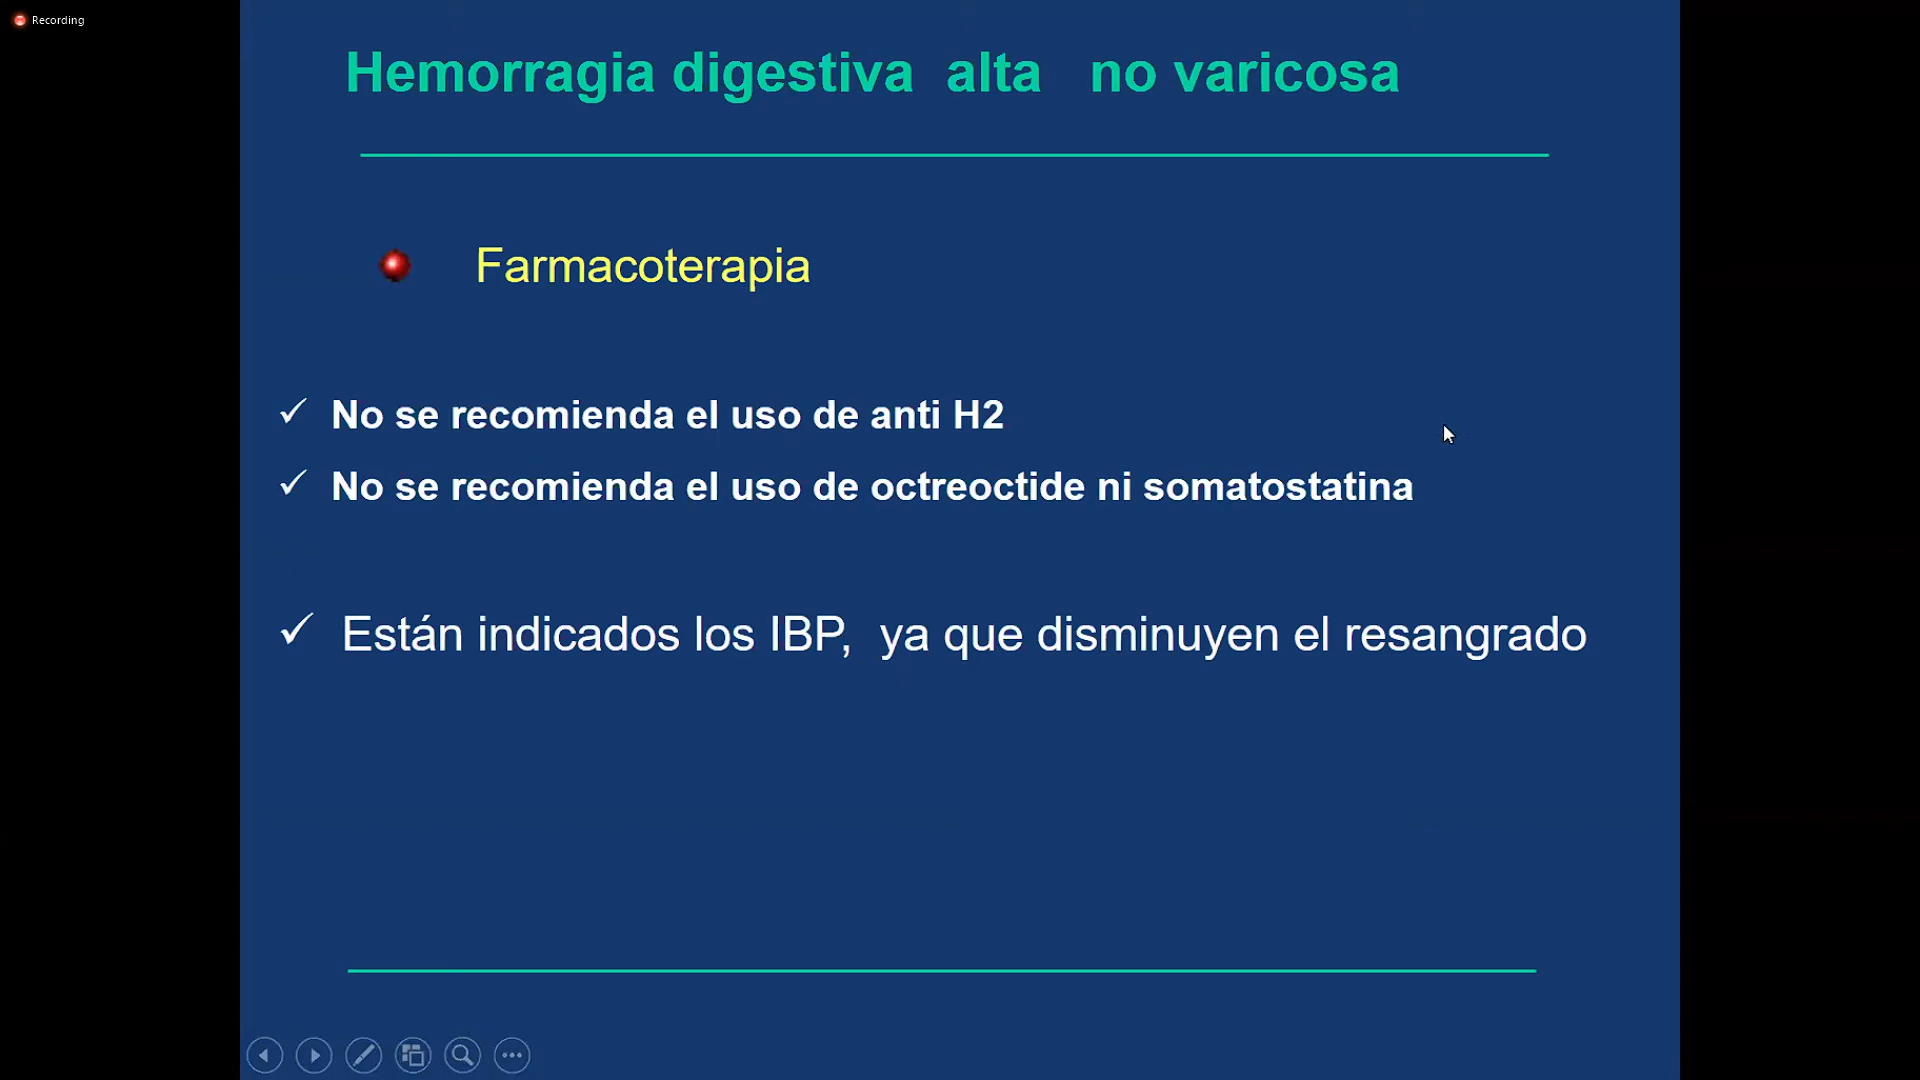 Recording
Hemorragia digestiva alta no varicosa
Farmacoterapia
✓ No se recomienda el uso de anti H2
✓ No se recomienda el uso de octreoctide ni somatostatina
✓ Están indicados los IBP, ya que disminuyen el resangrado